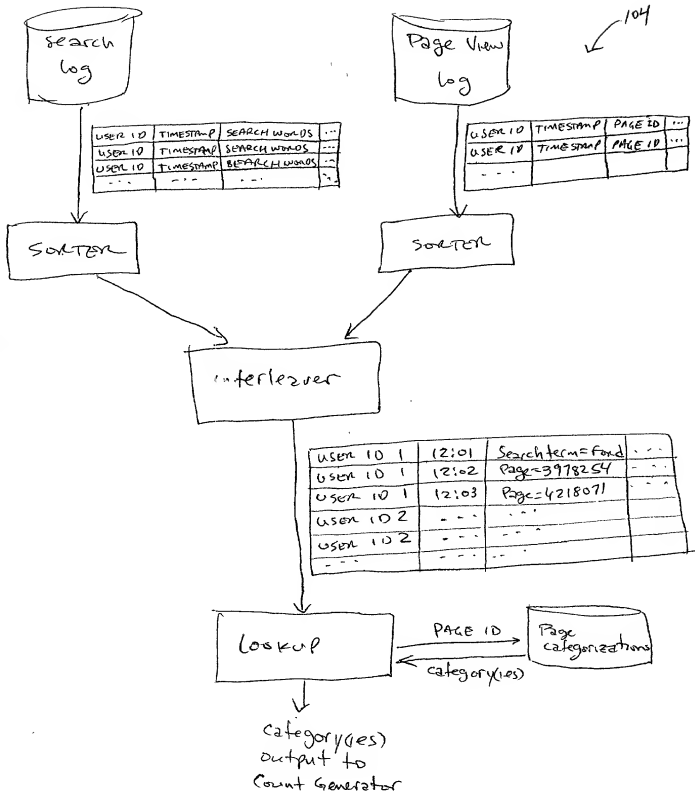 Search
Log
Page View
Log
104
USER ID TIMESTAMP SEARCH WORDS ...
USER ID TIMESTAMP SEARCH WORDS ...
USER ID TIMESTAMP SEARCH WORDS ...
... ... ... ...
USER ID TIMESTAMP PAGE ID ...
USER ID TIMESTAMP PAGE ID ...
...
SORTER
SORTER
interleaver
USER ID 1 12:01 Search term=Ford ...
USER ID 1 12:02 Page=3978254 ...
USER ID 1 12:03 Page=4218071 ...
USER ID 2 ... ...
USER ID 2 ... ...
... ... ... ...
Lookup
PAGE ID
category(ies)
Page
categorizations
category(ies)
output to
Count Generator